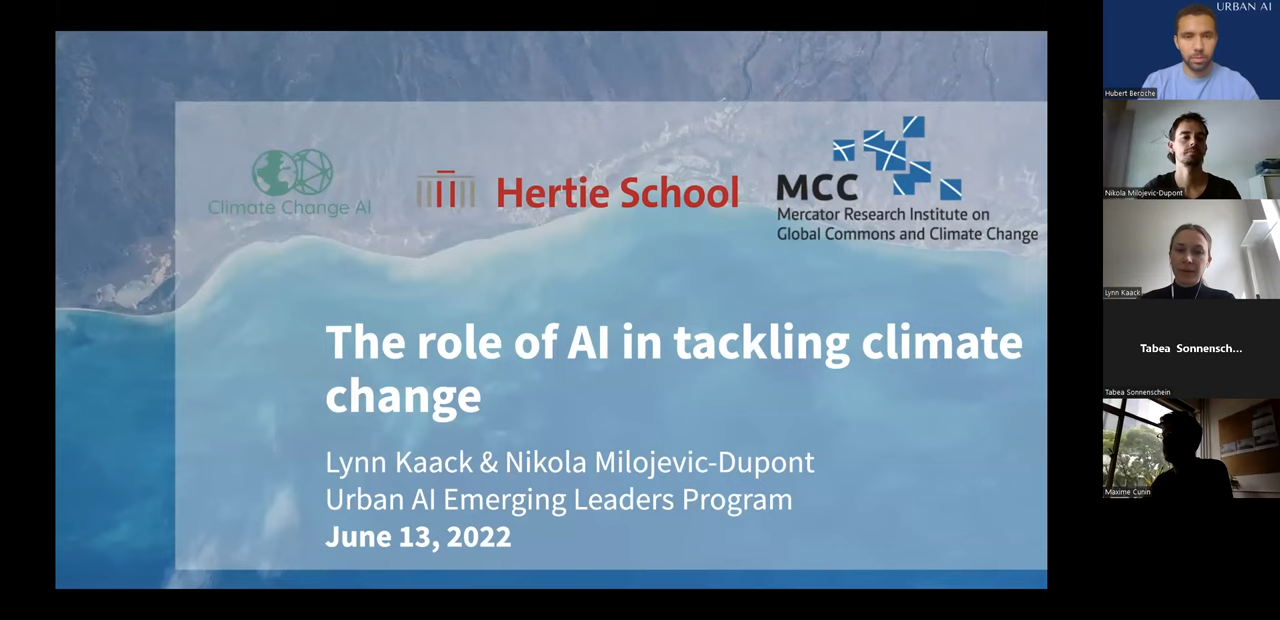 Climate Change AI
Hertie School
MCC
Mercator Research Institute on
Global Commons and Climate Change
The role of AI in tackling climate
change
Lynn Kaack & Nikola Milojevic-Dupont
Urban AI Emerging Leaders Program
June 13, 2022
URBAN AI
Hubert Beroche
Nikola Milojevic-Dupont
Lynn Kaack
Tabea Sonnensch...
Tabea Sonnenschein
Maxime Cunin